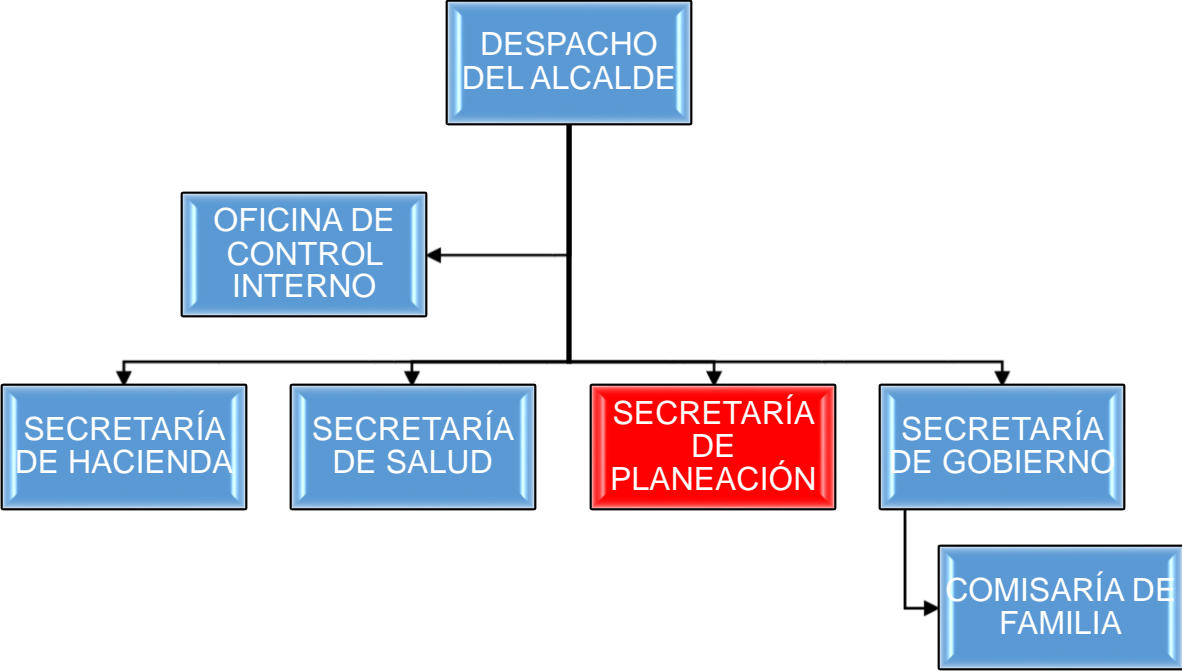 DESPACHO
DEL ALCALDE
OFICINA DE
CONTROL
INTERNO
SECRETARÍA
DE HACIENDA
SECRETARÍA
DE SALUD
SECRETARÍA
DE
PLANEACIÓN
SECRETARÍA
DE GOBIERNO
COMISARÍA DE
FAMILIA